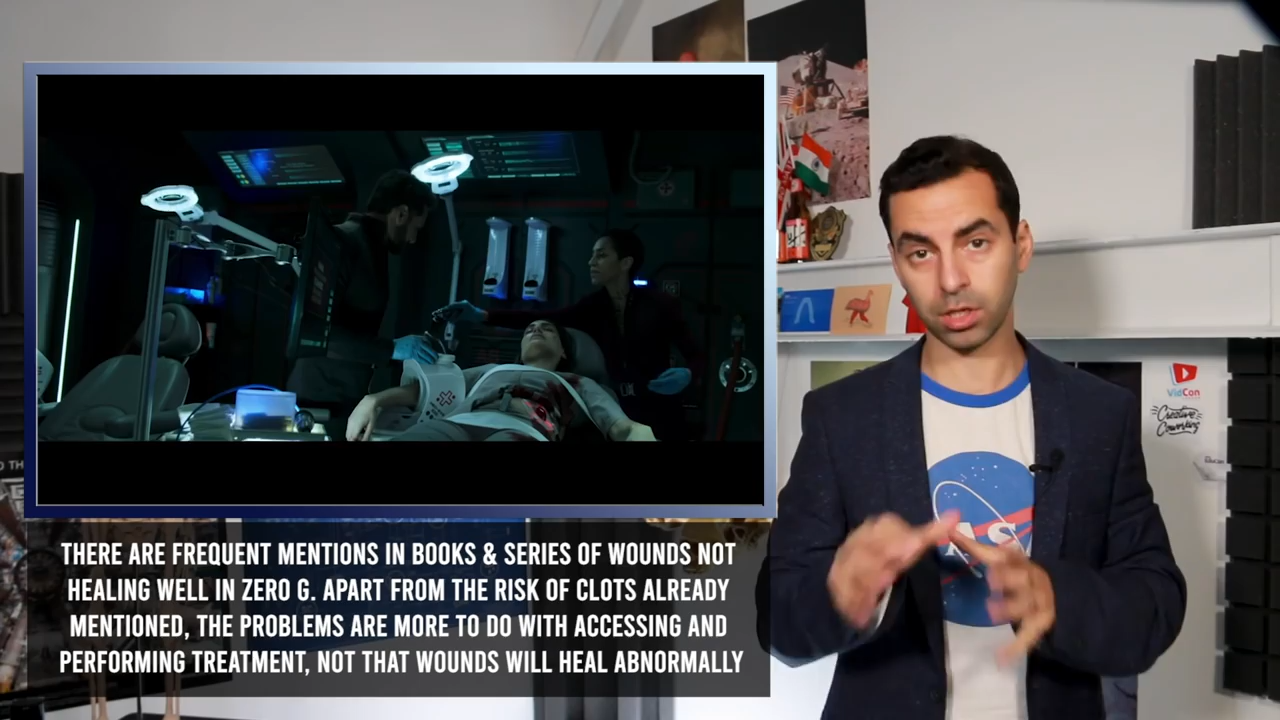 THERE ARE FREQUENT MENTIONS IN BOOKS & SERIES OF WOUNDS NOT
HEALING WELL IN ZERO G. APART FROM THE RISK OF CLOTS ALREADY
MENTIONED, THE PROBLEMS ARE MORE TO DO WITH ACCESSING AND
PERFORMING TREATMENT, NOT THAT WOUNDS WILL HEAL ABNORMALLY
VidCon
Creative
Coworking